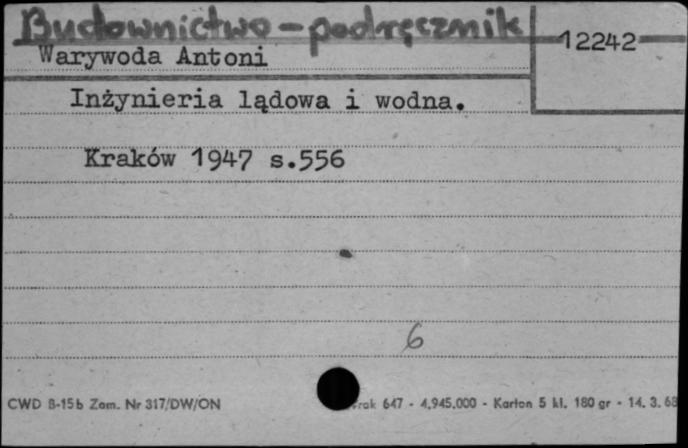 Budownictwo - podręcznik
12242
Warywoda Antoni
Inżynieria lądowa i wodna.
Kraków 1947 s.556
6
CWD B-15b Zam. Nr 317/DW/ON
647 - 4.945.000 - Karton 5 kl. 180 gr - 14. 3. 68